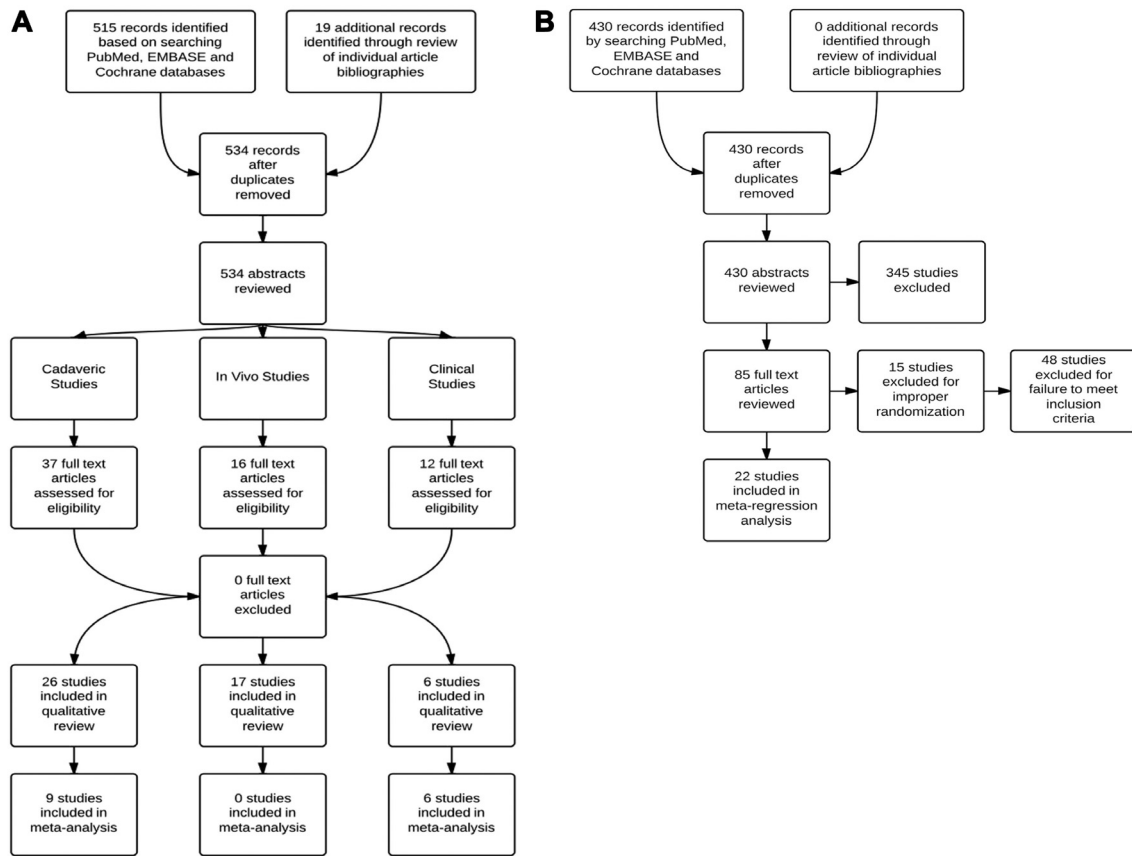 A
515 records identified
based on searching
PubMed, EMBASE and
Cochrane databases
19 additional records
identified through review
of individual article
bibliographies
534 records
after
duplicates
removed
534 abstracts
reviewed
Cadaveric
Studies
In Vivo Studies
Clinical
Studies
37 full text
articles
assessed for
eligibility
16 full text
articles
assessed for
eligibility
12 full text
articles
assessed for
eligibility
0 full text
articles
excluded
26 studies
included in
qualitative
review
17 studies
included in
qualitative
review
6 studies
included in
qualitative
review
9 studies
included in
meta-analysis
0 studies
included in
meta-analysis
6 studies
included in
meta-analysis
B
430 records identified
by searching PubMed,
EMBASE and
Cochrane databases
0 additional records
identified through
review of individual
article bibliographies
430 records
after
duplicates
removed
430 abstracts
reviewed
345 studies
excluded
85 full text
articles
reviewed
15 studies
excluded for
improper
randomization
48 studies
excluded for
failure to meet
inclusion
criteria
22 studies
included in
meta-regression
analysis